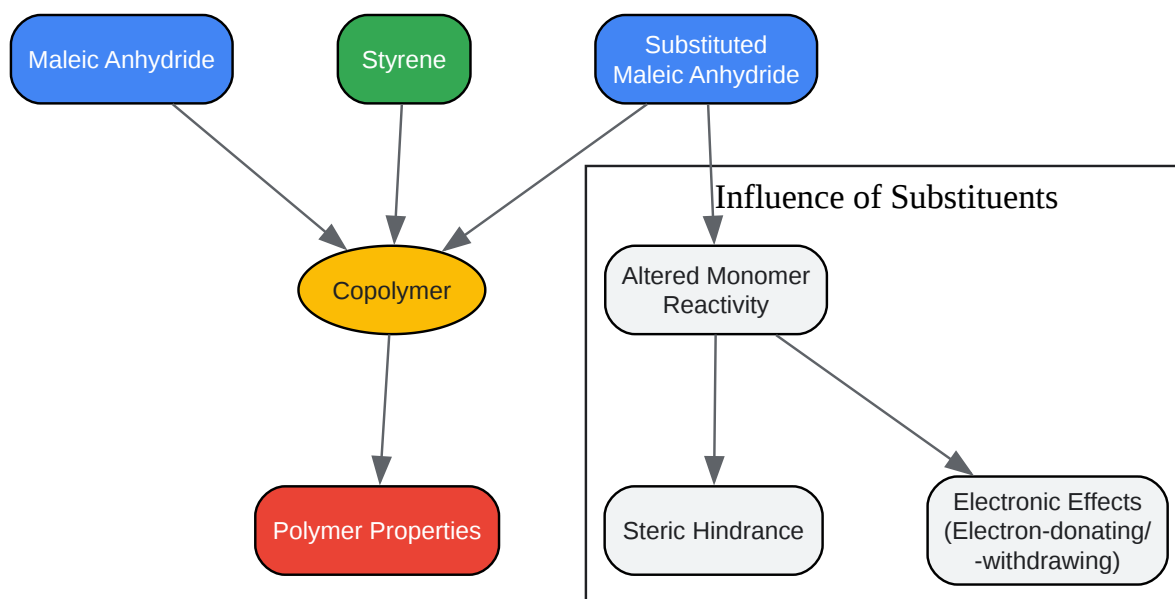 Maleic Anhydride
Styrene
Substituted
Maleic Anhydride
Influence of Substituents
Copolymer
Altered Monomer
Reactivity
Polymer Properties
Steric Hindrance
Electronic Effects
(Electron-donating/
-withdrawing)